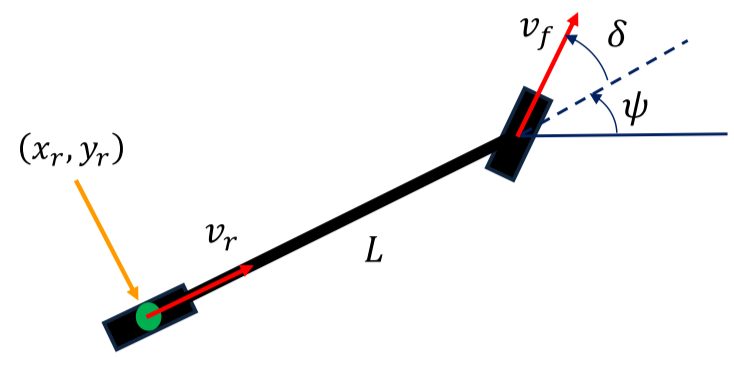 v_f
δ
ψ
(x_r, y_r)
v_r
L